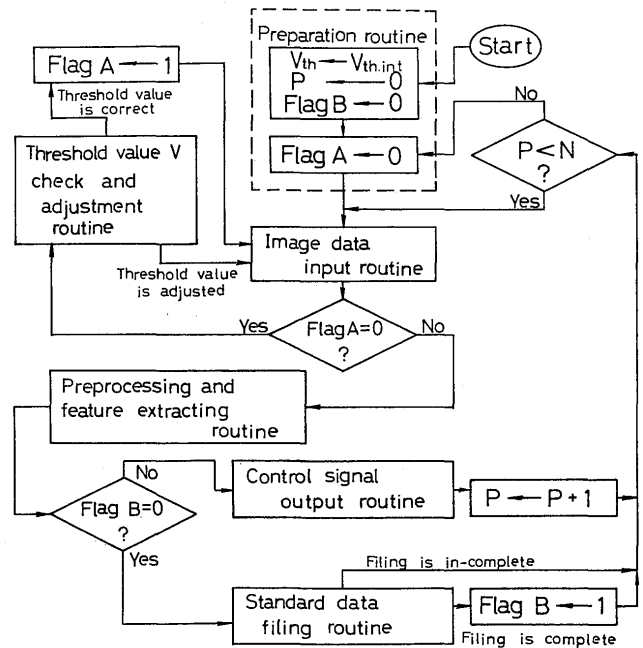 Start
Preparation routine
Vth ← Vth.int
P ← 0
Flag B ← 0
Flag A ← 0
Flag A ← 1
Threshold value
is correct
Threshold value V
check and
adjustment
routine
Threshold value
is adjusted
No
P < N
?
Yes
Image data
input routine
Yes
Flag A=0
?
No
Preprocessing and
feature extracting
routine
No
Flag B=0
?
Yes
Control signal
output routine
P ← P+1
Filing is in-complete
Standard data
filing routine
Flag B ← 1
Filing is complete